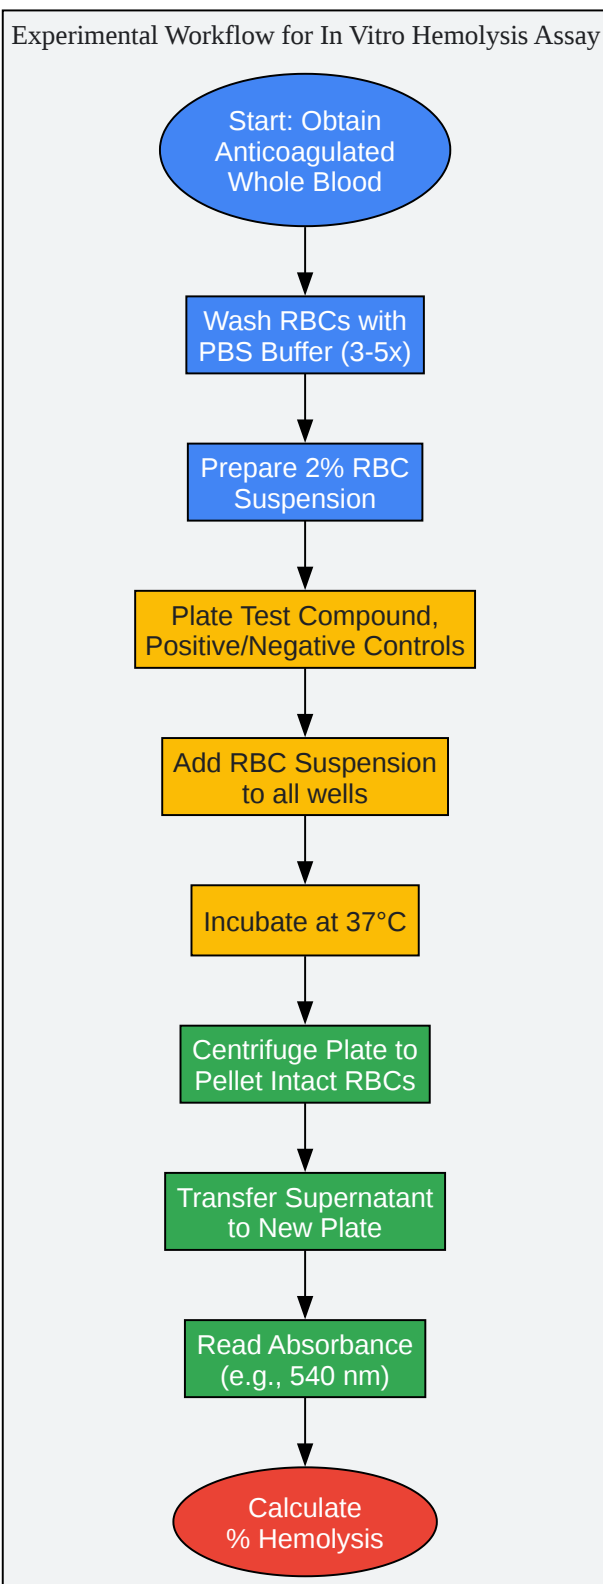 Experimental Workflow for In Vitro Hemolysis Assay
Start: Obtain
Anticoagulated
Whole Blood
Wash RBCs with
PBS Buffer (3-5x)
Prepare 2% RBC
Suspension
Plate Test Compound,
Positive/Negative Controls
Add RBC Suspension
to all wells
Incubate at 37°C
Centrifuge Plate to
Pellet Intact RBCs
Transfer Supernatant
to New Plate
Read Absorbance
(e.g., 540 nm)
Calculate
% Hemolysis